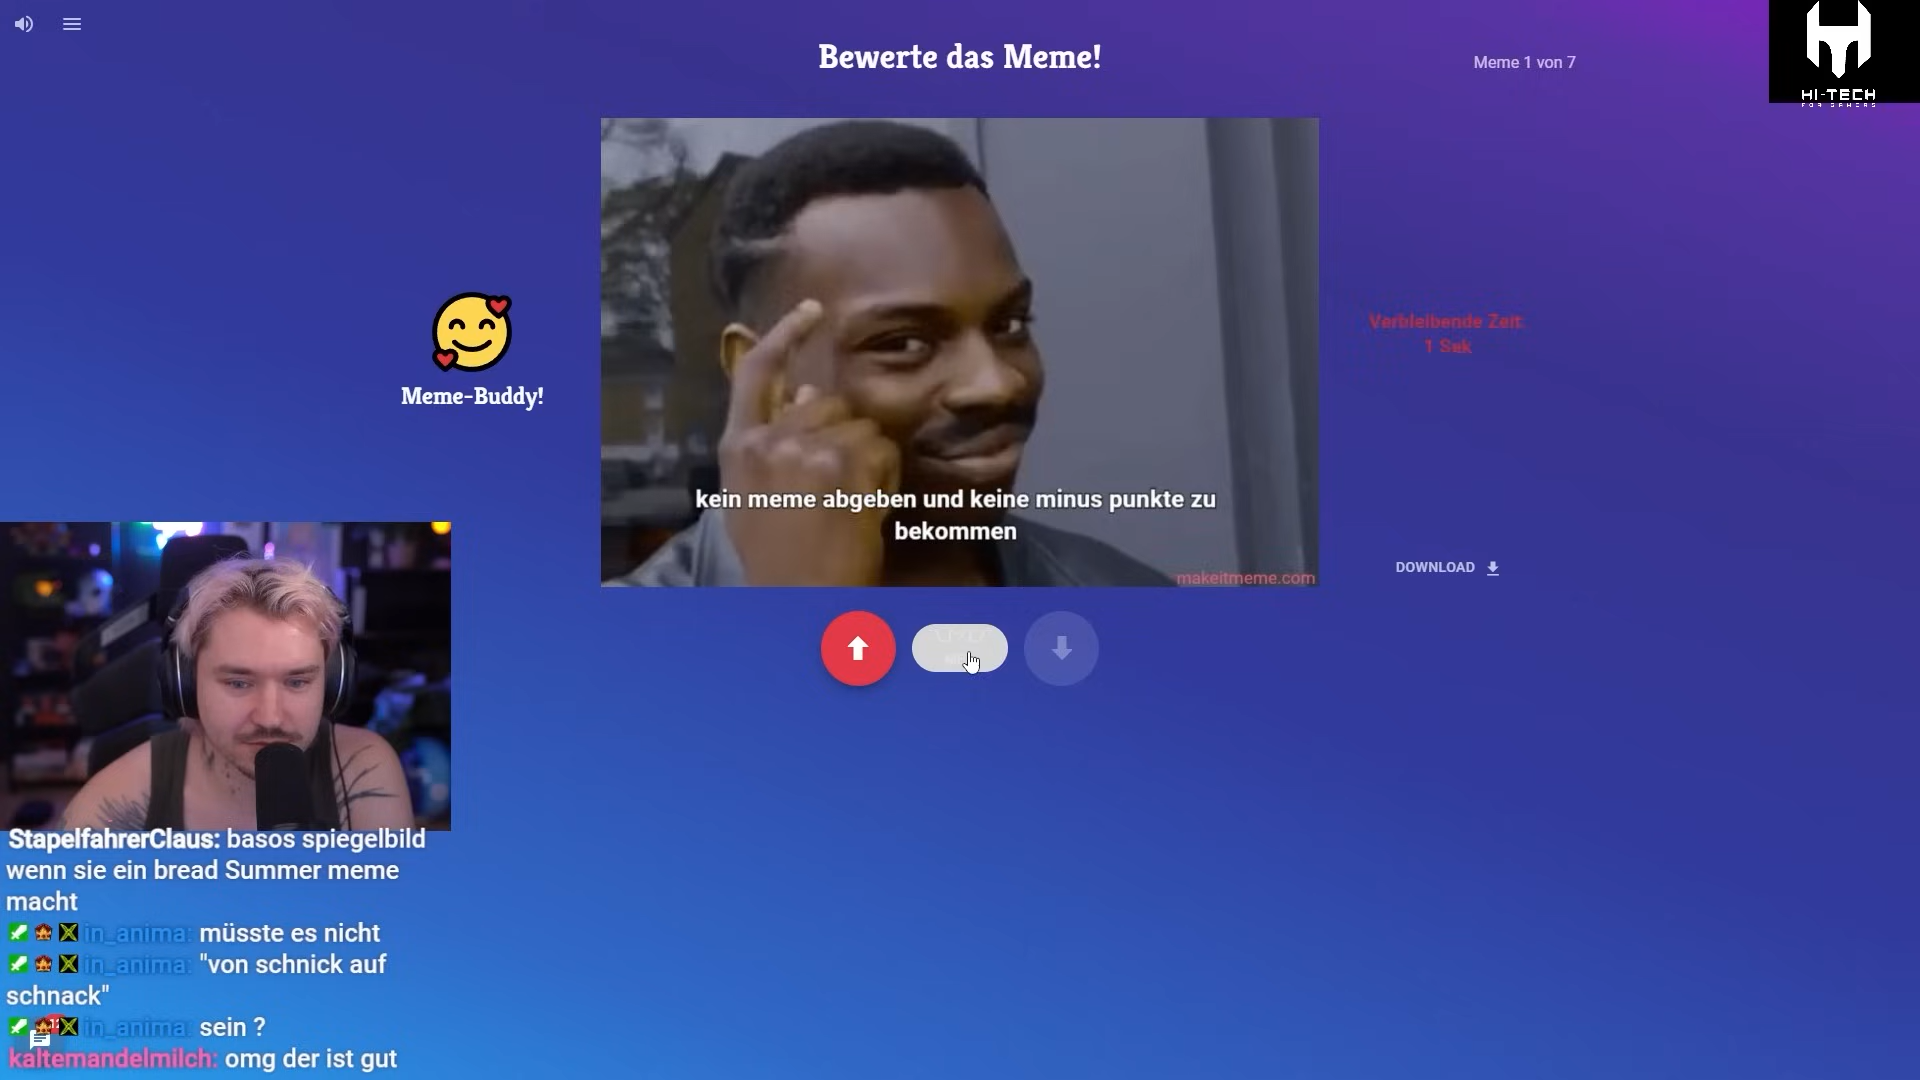 Bewerte das Meme!
Meme 1 von 7
HI-TECH
FOR GAMERS
Verbleibende Zeit:
1 Sek
Meme-Buddy!
kein meme abgeben und keine minus punkte zu
bekommen
makeitmeme.com
DOWNLOAD
StapelfahrerClaus: basos spiegelbild
wenn sie ein bread Summer meme
macht
in_anima: müsste es nicht
in_anima: "von schnick auf
schnack"
in_anima: sein ?
kaltemandelmilch: omg der ist gut